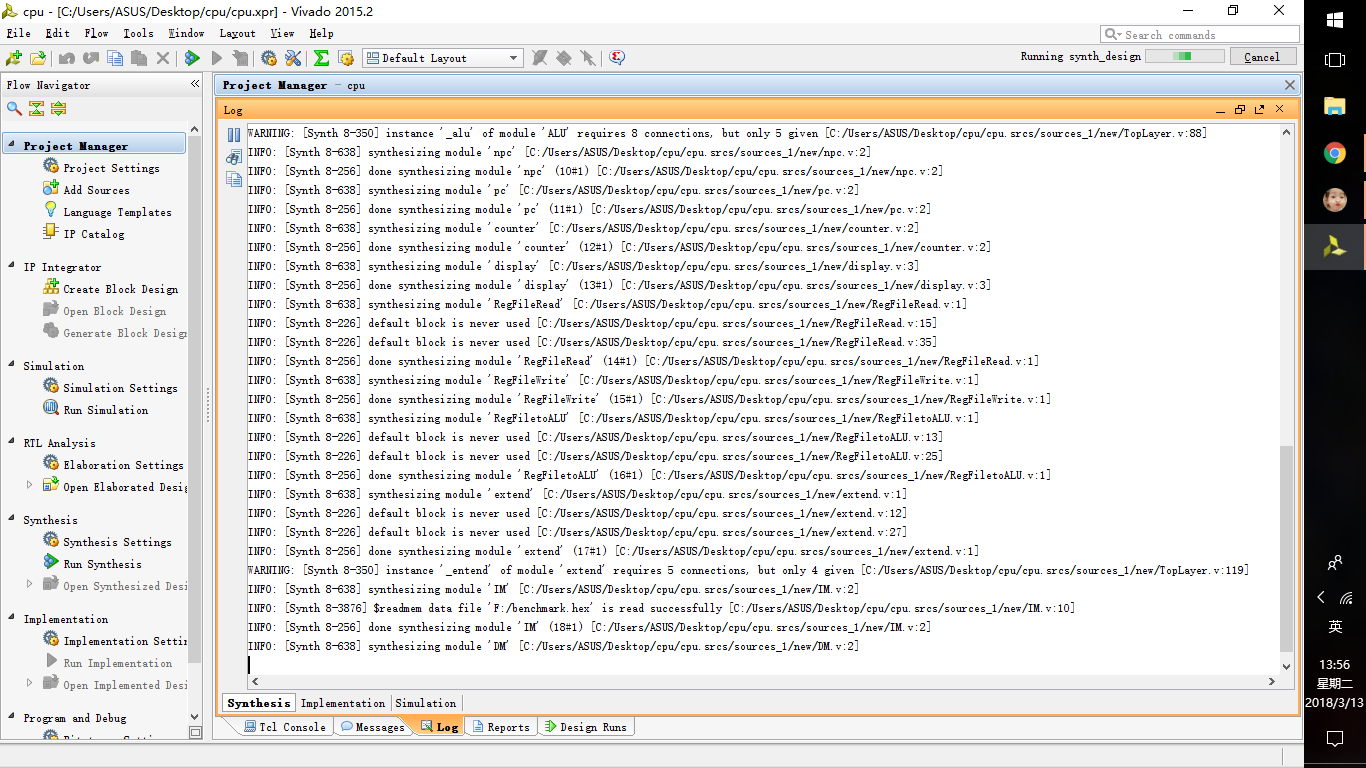 cpu - [C:/Users/ASUS/Desktop/cpu/cpu.xpr] - Vivado 2015.2
File Edit Flow Tools Window Layout View Help
Search commands
Default Layout
Running synth_design
Cancel
Flow Navigator
Project Manager
Project Settings
Add Sources
Language Templates
IP Catalog
IP Integrator
Create Block Design
Open Block Design
Generate Block Desig
Simulation
Simulation Settings
Run Simulation
RTL Analysis
Elaboration Settings
Open Elaborated Desi
Synthesis
Synthesis Settings
Run Synthesis
Open Synthesized Desi
Implementation
Implementation Settin
Run Implementation
Open Implemented Desi
Program and Debug
Project Manager - cpu
Log
WARNING: [Synth 8-350] instance '_alu' of module 'ALU' requires 8 connections, but only 5 given [C:/Users/ASUS/Desktop/cpu/cpu.srcs/sources_1/new/TopLayer.v:88]
INFO: [Synth 8-638] synthesizing module 'npc' [C:/Users/ASUS/Desktop/cpu/cpu.srcs/sources_1/new/npc.v:2]
INFO: [Synth 8-256] done synthesizing module 'npc' (10#1) [C:/Users/ASUS/Desktop/cpu/cpu.srcs/sources_1/new/npc.v:2]
INFO: [Synth 8-638] synthesizing module 'pc' [C:/Users/ASUS/Desktop/cpu/cpu.srcs/sources_1/new/pc.v:2]
INFO: [Synth 8-256] done synthesizing module 'pc' (11#1) [C:/Users/ASUS/Desktop/cpu/cpu.srcs/sources_1/new/pc.v:2]
INFO: [Synth 8-638] synthesizing module 'counter' [C:/Users/ASUS/Desktop/cpu/cpu.srcs/sources_1/new/counter.v:2]
INFO: [Synth 8-256] done synthesizing module 'counter' (12#1) [C:/Users/ASUS/Desktop/cpu/cpu.srcs/sources_1/new/counter.v:2]
INFO: [Synth 8-638] synthesizing module 'display' [C:/Users/ASUS/Desktop/cpu/cpu.srcs/sources_1/new/display.v:3]
INFO: [Synth 8-256] done synthesizing module 'display' (13#1) [C:/Users/ASUS/Desktop/cpu/cpu.srcs/sources_1/new/display.v:3]
INFO: [Synth 8-638] synthesizing module 'RegFileRead' [C:/Users/ASUS/Desktop/cpu/cpu.srcs/sources_1/new/RegFileRead.v:1]
INFO: [Synth 8-226] default block is never used [C:/Users/ASUS/Desktop/cpu/cpu.srcs/sources_1/new/RegFileRead.v:15]
INFO: [Synth 8-226] default block is never used [C:/Users/ASUS/Desktop/cpu/cpu.srcs/sources_1/new/RegFileRead.v:35]
INFO: [Synth 8-256] done synthesizing module 'RegFileRead' (14#1) [C:/Users/ASUS/Desktop/cpu/cpu.srcs/sources_1/new/RegFileRead.v:1]
INFO: [Synth 8-638] synthesizing module 'RegFileWrite' [C:/Users/ASUS/Desktop/cpu/cpu.srcs/sources_1/new/RegFileWrite.v:1]
INFO: [Synth 8-256] done synthesizing module 'RegFileWrite' (15#1) [C:/Users/ASUS/Desktop/cpu/cpu.srcs/sources_1/new/RegFileWrite.v:1]
INFO: [Synth 8-638] synthesizing module 'RegFiletoALU' [C:/Users/ASUS/Desktop/cpu/cpu.srcs/sources_1/new/RegFiletoALU.v:1]
INFO: [Synth 8-226] default block is never used [C:/Users/ASUS/Desktop/cpu/cpu.srcs/sources_1/new/RegFiletoALU.v:13]
INFO: [Synth 8-226] default block is never used [C:/Users/ASUS/Desktop/cpu/cpu.srcs/sources_1/new/RegFiletoALU.v:25]
INFO: [Synth 8-256] done synthesizing module 'RegFiletoALU' (16#1) [C:/Users/ASUS/Desktop/cpu/cpu.srcs/sources_1/new/RegFiletoALU.v:1]
INFO: [Synth 8-638] synthesizing module 'extend' [C:/Users/ASUS/Desktop/cpu/cpu.srcs/sources_1/new/extend.v:1]
INFO: [Synth 8-226] default block is never used [C:/Users/ASUS/Desktop/cpu/cpu.srcs/sources_1/new/extend.v:12]
INFO: [Synth 8-226] default block is never used [C:/Users/ASUS/Desktop/cpu/cpu.srcs/sources_1/new/extend.v:27]
INFO: [Synth 8-256] done synthesizing module 'extend' (17#1) [C:/Users/ASUS/Desktop/cpu/cpu.srcs/sources_1/new/extend.v:1]
WARNING: [Synth 8-350] instance '_entend' of module 'extend' requires 5 connections, but only 4 given [C:/Users/ASUS/Desktop/cpu/cpu.srcs/sources_1/new/TopLayer.v:119]
INFO: [Synth 8-638] synthesizing module 'IM' [C:/Users/ASUS/Desktop/cpu/cpu.srcs/sources_1/new/IM.v:2]
INFO: [Synth 8-3876] $readmem data file 'F:/benchmark.hex' is read successfully [C:/Users/ASUS/Desktop/cpu/cpu.srcs/sources_1/new/IM.v:10]
INFO: [Synth 8-256] done synthesizing module 'IM' (18#1) [C:/Users/ASUS/Desktop/cpu/cpu.srcs/sources_1/new/IM.v:2]
INFO: [Synth 8-638] synthesizing module 'DM' [C:/Users/ASUS/Desktop/cpu/cpu.srcs/sources_1/new/DM.v:2]
Synthesis Implementation Simulation
Tcl Console Messages Log Reports Design Runs
英
13:56
星期二
2018/3/13